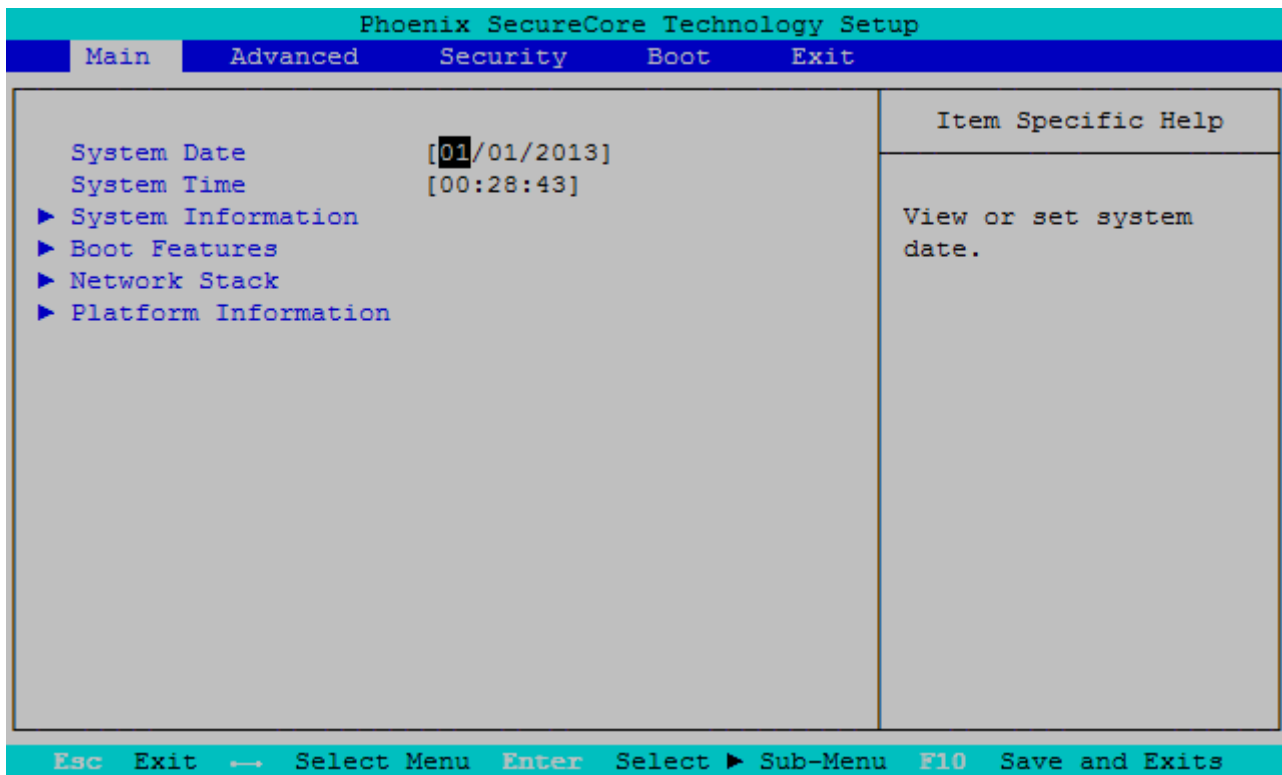 Phoenix SecureCore Technology Setup
Main Advanced Security Boot Exit
Item Specific Help
System Date [01/01/2013]
System Time [00:28:43]
► System Information
► Boot Features
► Network Stack
► Platform Information
View or set system
date.
Esc Exit ↔ Select Menu Enter Select ► Sub-Menu F10 Save and Exits